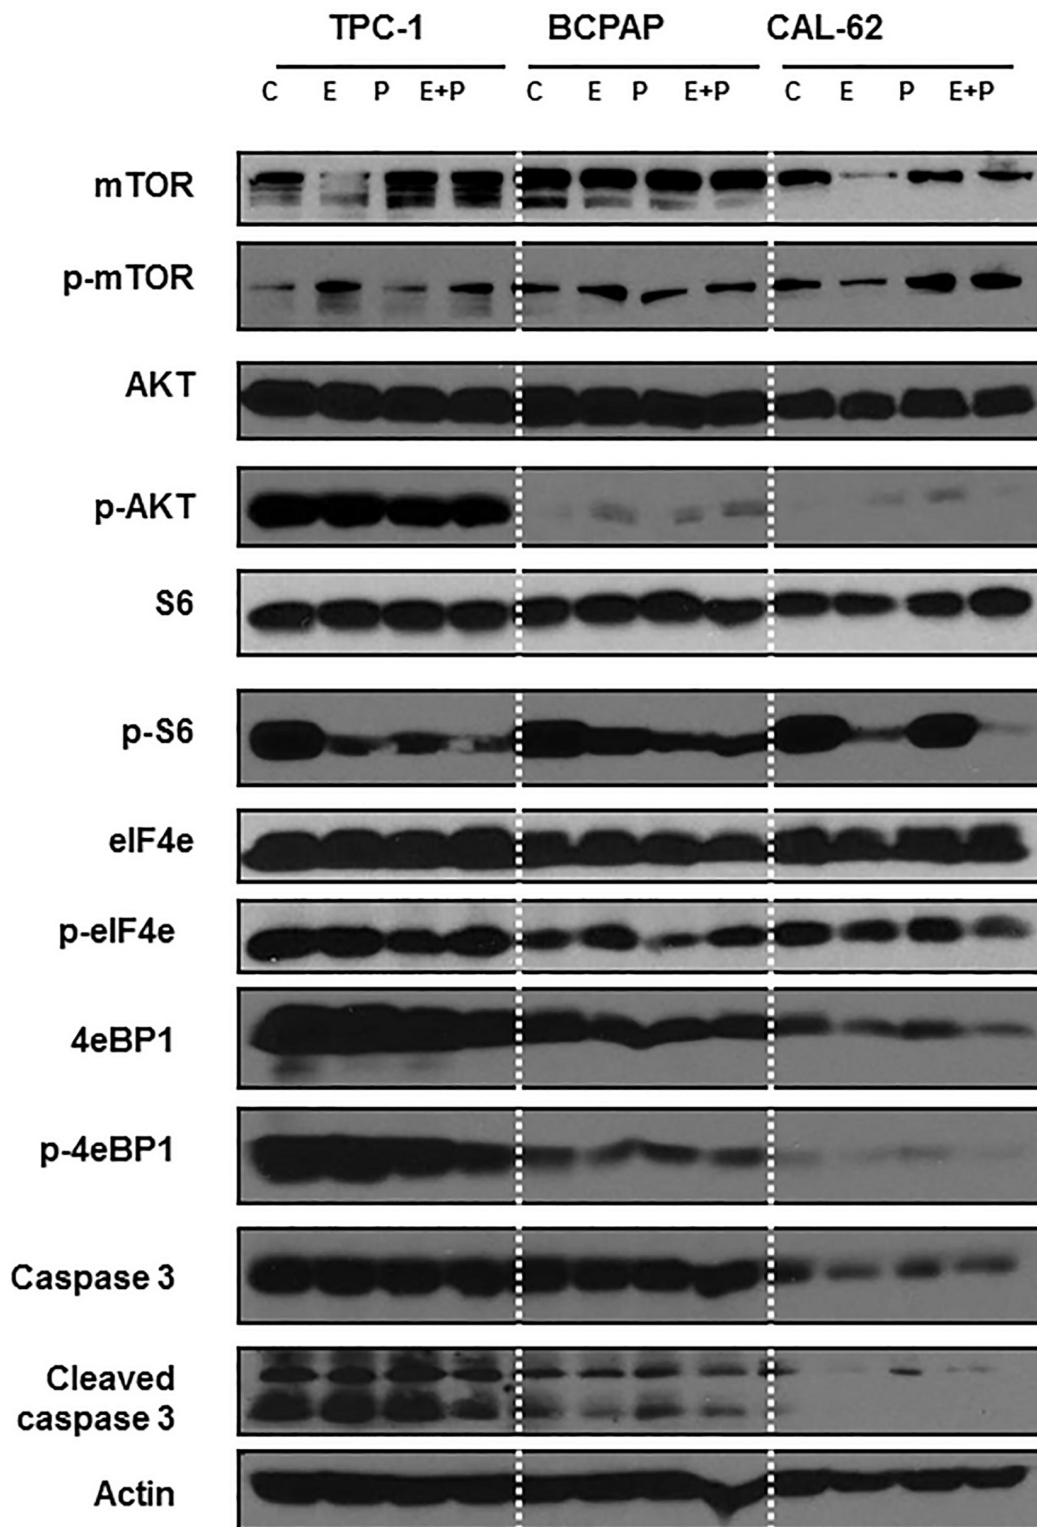 TPC-1 BCPAP CAL-62
C E P E+P C E P E+P C E P E+P
mTOR
p-mTOR
AKT
p-AKT
S6
p-S6
eIF4e
p-eIF4e
4eBP1
p-4eBP1
Caspase 3
Cleaved
caspase 3
Actin